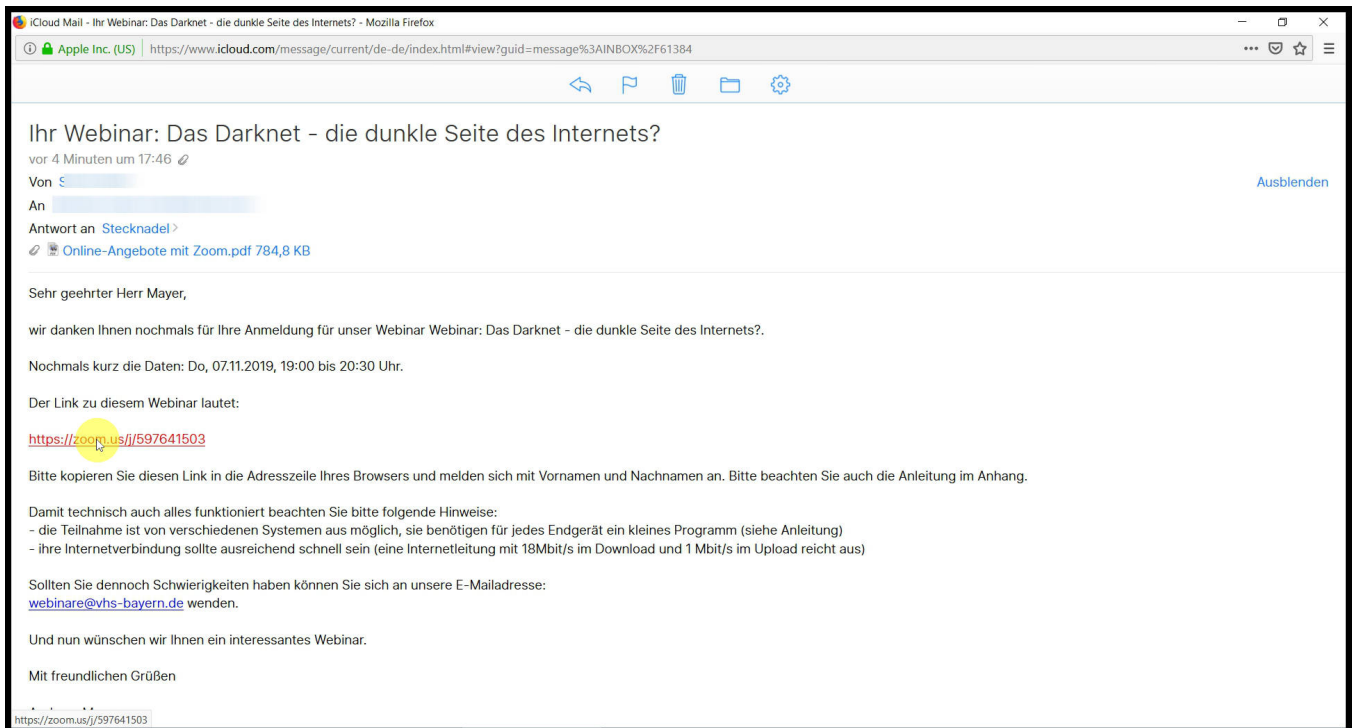 iCloud Mail - Ihr Webinar: Das Darknet - die dunkle Seite des Internets? - Mozilla Firefox
Apple Inc. (US) https://www.icloud.com/message/current/de-de/index.html#view?guid=message%3AINBOX%2F61384
Ihr Webinar: Das Darknet - die dunkle Seite des Internets?
vor 4 Minuten um 17:46
Von S
Ausblenden
An
Antwort an Stecknadel
Online-Angebote mit Zoom.pdf 784,8 KB
Sehr geehrter Herr Mayer,
wir danken Ihnen nochmals für Ihre Anmeldung für unser Webinar Webinar: Das Darknet - die dunkle Seite des Internets?.
Nochmals kurz die Daten: Do, 07.11.2019, 19:00 bis 20:30 Uhr.
Der Link zu diesem Webinar lautet:
https://zoom.us/j/597641503
Bitte kopieren Sie diesen Link in die Adresszeile Ihres Browsers und melden sich mit Vornamen und Nachnamen an. Bitte beachten Sie auch die Anleitung im Anhang.
Damit technisch auch alles funktioniert beachten Sie bitte folgende Hinweise:
- die Teilnahme ist von verschiedenen Systemen aus möglich, sie benötigen für jedes Endgerät ein kleines Programm (siehe Anleitung)
- ihre Internetverbindung sollte ausreichend schnell sein (eine Internetleitung mit 18Mbit/s im Download und 1 Mbit/s im Upload reicht aus)
Sollten Sie dennoch Schwierigkeiten haben können Sie sich an unsere E-Mailadresse:
webinare@vhs-bayern.de wenden.
Und nun wünschen wir Ihnen ein interessantes Webinar.
Mit freundlichen Grüßen
https://zoom.us/j/597641503